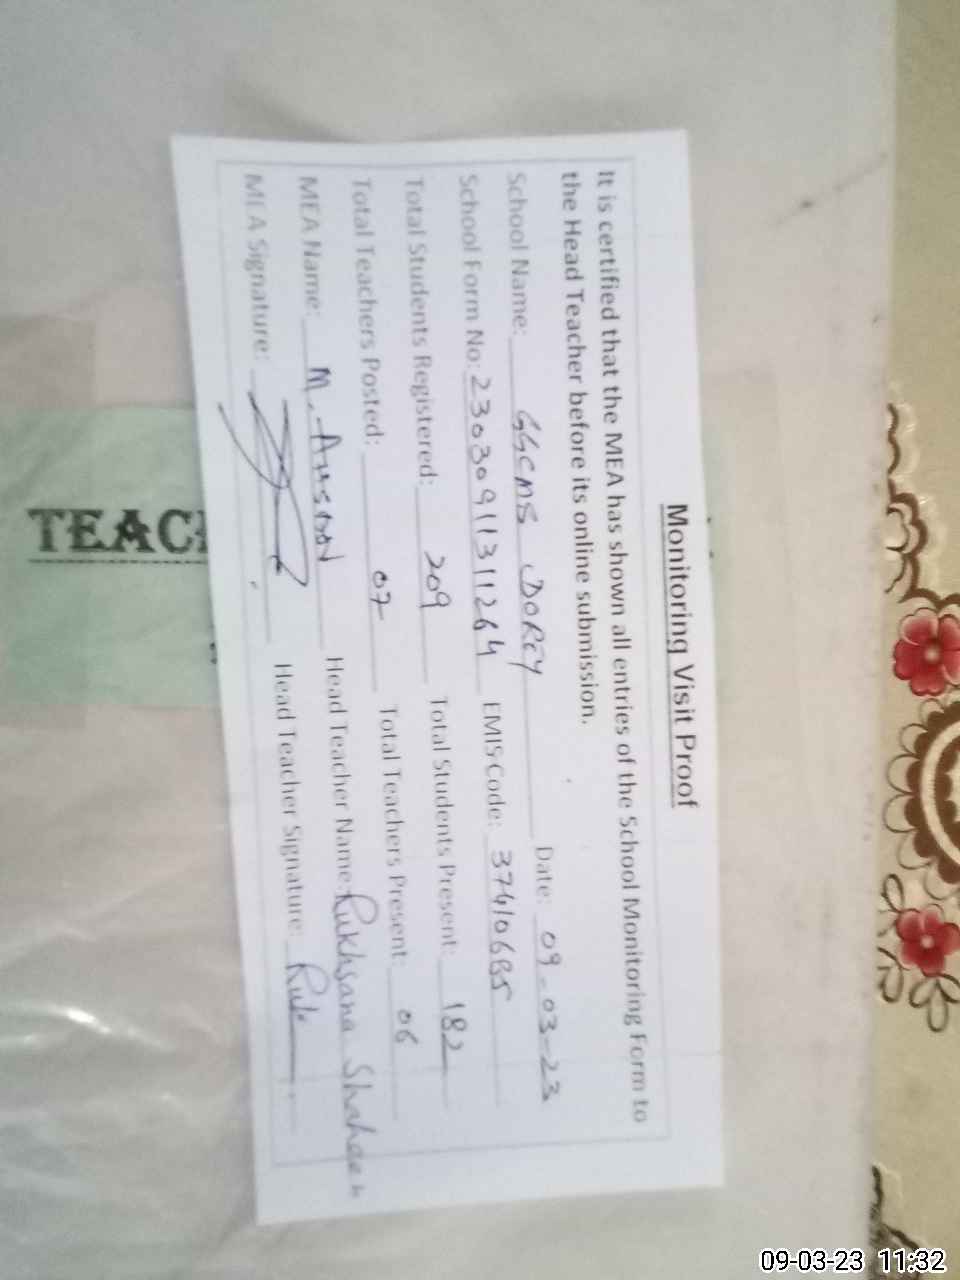 Monitoring Visit Proof
It is certified that the MEA has shown all entries of the School Monitoring Form to
the Head Teacher before its online submission.
School Name: GGCMS DOREY Date: 09-03-23
School Form No: 23030911311264 EMIS Code: 37410685
Total Students Registered: 209 Total Students Present: 182
Total Teachers Posted: 07 Total Teachers Present: 06
MEA Name: M. Head Teacher Name: Rukhsana Shaheen
MEA Signature: Head Teacher Signature:
TEAC
09-03-23 11:32